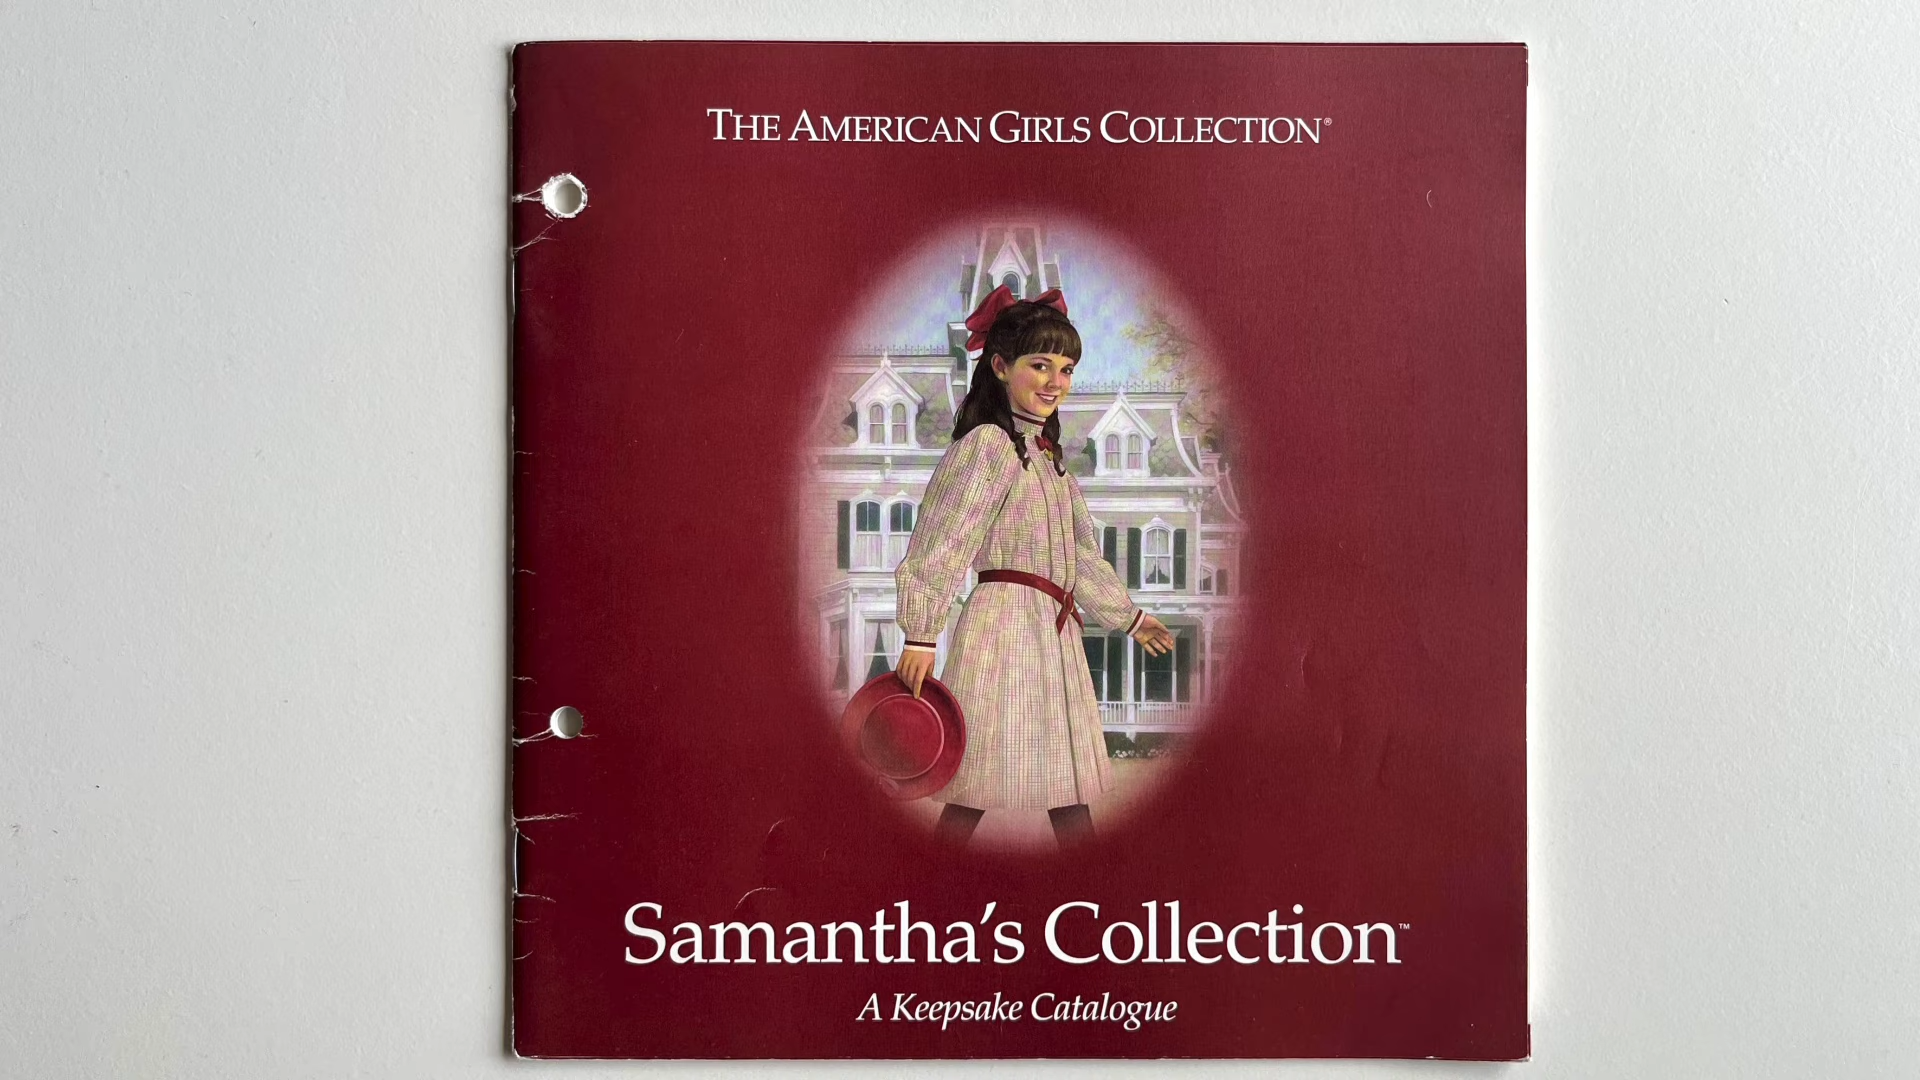 THE AMERICAN GIRLS COLLECTION®
Samantha's Collection™
A Keepsake Catalogue